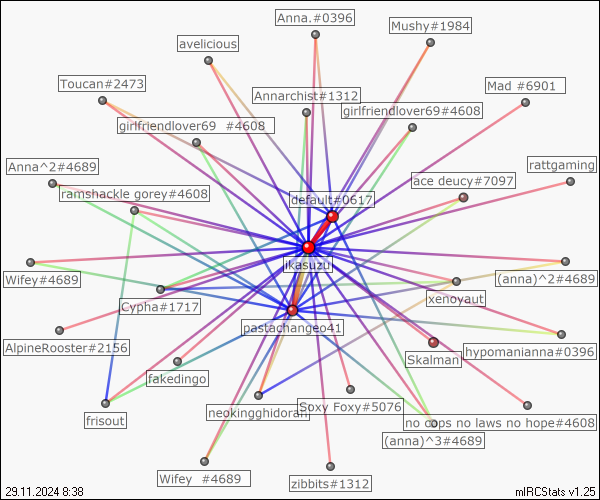 Anna.#0396
Mushy#1984
avelicious
Toucan#2473
Mad #6901
Annarchist#1312
girlfriendlover69#4608
girlfriendlover69 #4608
Anna^2#4689
rattgaming
ace deucy#7097
ramshackle gorey#4608
default#0617
ikasuzu
Wifey#4689
(anna)^2#4689
xenoyaut
Cypha#1717
pastachangeo41
AlpineRooster#2156
hypomanianna#0396
Skalman
fakedingo
neokingghidorah
Soxy Foxy#5076
frisout
no cops no laws no hope#4608
(anna)^3#4689
Wifey #4689
zibbits#1312
29.11.2024 8:38
mIRCStats v1.25